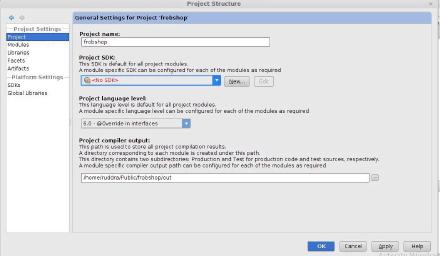 Project Structure
Project Settings
Project
Modules
Libraries
Facets
Artifacts
Platform Settings
SDKs
Global Libraries
General Settings for Project 'frobshop'
Project name:
frobshop
Project SDK:
This SDK is default for all project modules.
A module specific SDK can be configured for each of the modules as required
<No SDK>
New...
Edit
Project language level:
This language level is default for all project modules.
A module specific language level can be configured for each of the modules as required
6.0 - @Override in interfaces
Project compiler output:
This path is used to store all project compilation results.
A directory corresponding to each module is created under this path.
This directory contains two subdirectories: Production and Test for production code and test sources, respectively.
A module specific compiler output path can be configured for each of the modules as required
/home/ruddra/Public/frobshop/out
...
OK
Cancel
Apply
Help